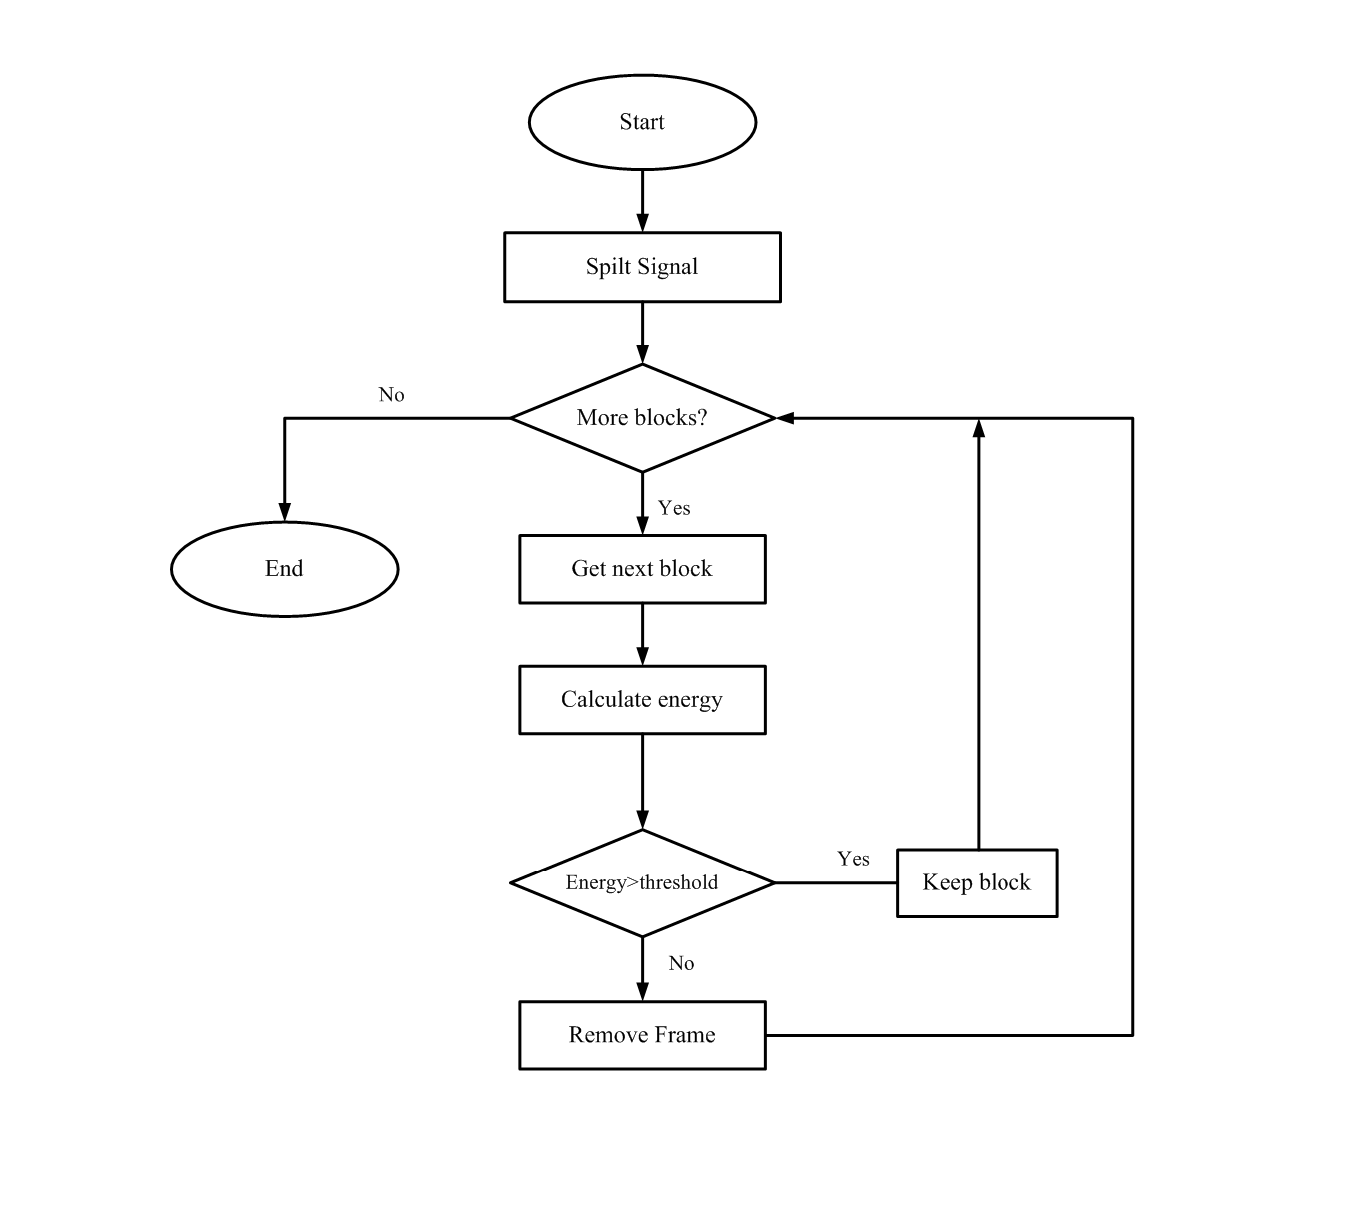 Start
Spilt Signal
No
More blocks?
Yes
End
Get next block
Calculate energy
Energy>threshold
Yes
Keep block
No
Remove Frame